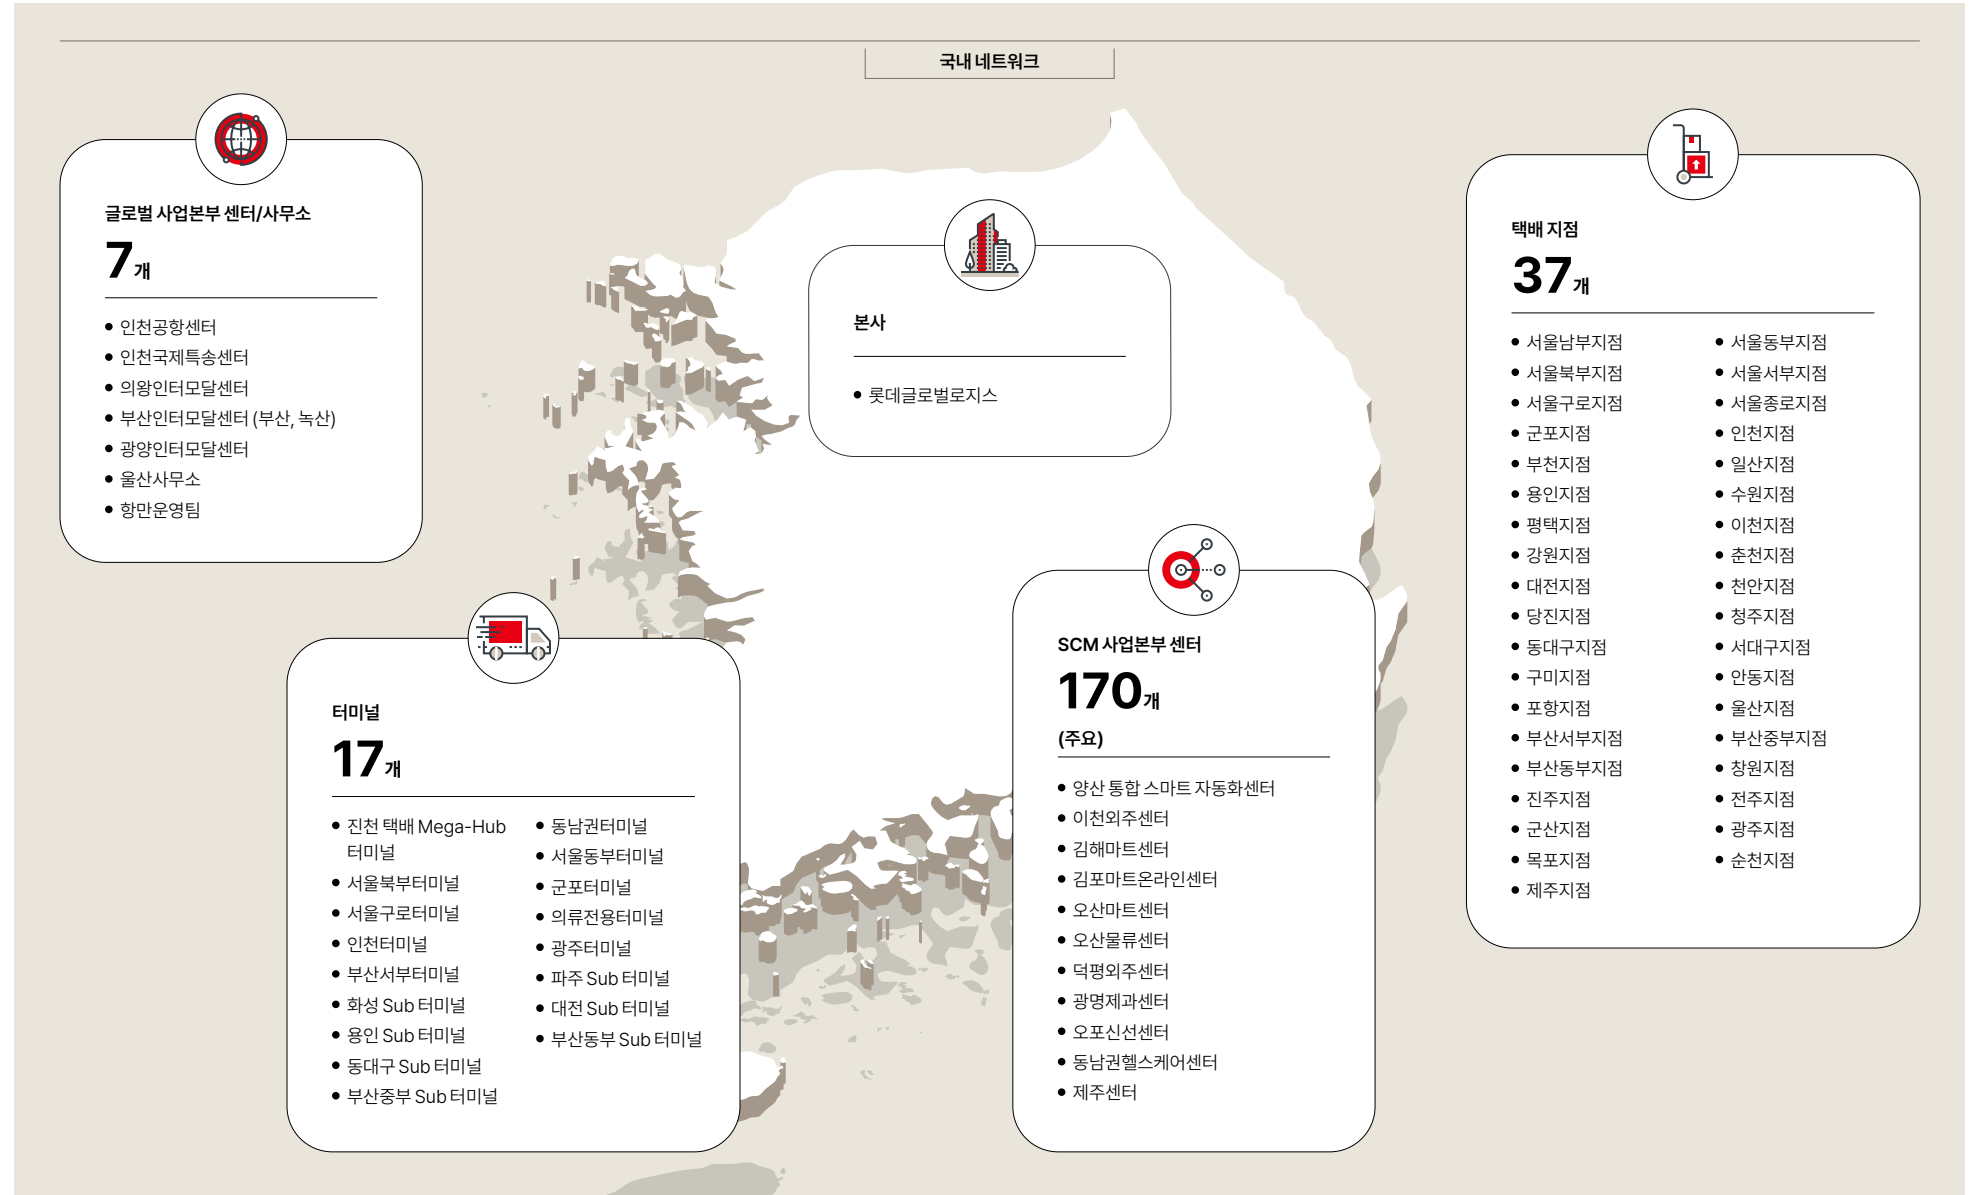 국내 네트워크
글로벌 사업본부 센터/사무소
7개
인천공항센터
인천국제특송센터
의왕인터모달센터
부산인터모달센터 (부산, 녹산)
광양인터모달센터
울산사무소
항만운영팀
본사
롯데글로벌로지스
터미널
17개
진천 택배 Mega-Hub
터미널
서울북부터미널
서울구로터미널
인천터미널
부산서부터미널
화성 Sub 터미널
용인 Sub 터미널
동대구 Sub 터미널
부산중부 Sub 터미널
동남권터미널
서울동부터미널
군포터미널
의류전용터미널
광주터미널
파주 Sub 터미널
대전 Sub 터미널
부산동부 Sub 터미널
SCM 사업본부 센터
170개
(주요)
양산 통합 스마트 자동화센터
이천외주센터
김해마트센터
김포마트온라인센터
오산마트센터
오산물류센터
덕평외주센터
광명제과센터
오포신선센터
동남권헬스케어센터
제주센터
택배 지점
37개
서울남부지점
서울북부지점
서울구로지점
군포지점
부천지점
용인지점
평택지점
강원지점
대전지점
당진지점
동대구지점
구미지점
포항지점
부산서부지점
부산동부지점
진주지점
군산지점
목포지점
제주지점
서울동부지점
서울서부지점
서울종로지점
인천지점
일산지점
수원지점
이천지점
춘천지점
천안지점
청주지점
서대구지점
안동지점
울산지점
부산중부지점
창원지점
전주지점
광주지점
순천지점